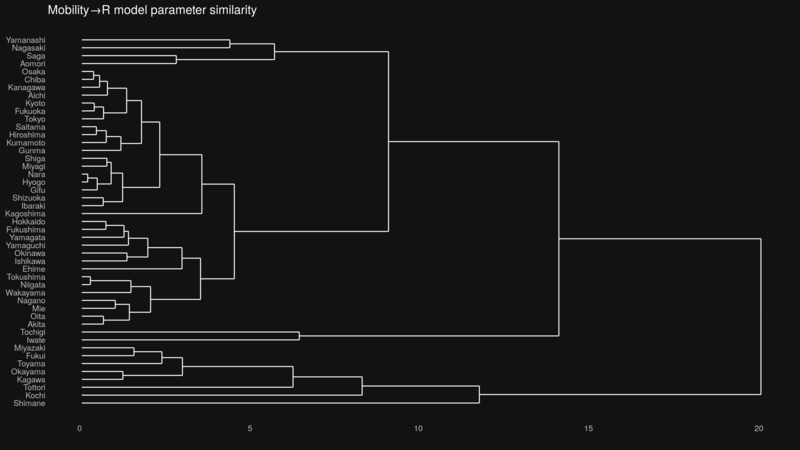 Mobility→R model parameter similarity
Yamanashi
Nagasaki
Saga
Aomori
Osaka
Chiba
Kanagawa
Aichi
Kyoto
Fukuoka
Tokyo
Saitama
Hiroshima
Kumamoto
Gunma
Shiga
Miyagi
Nara
Hyogo
Gifu
Shizuoka
Ibaraki
Kagoshima
Hokkaido
Fukushima
Yamagata
Yamaguchi
Okinawa
Ishikawa
Ehime
Tokushima
Niigata
Wakayama
Nagano
Mie
Oita
Akita
Tochigi
Iwate
Miyazaki
Fukui
Toyama
Okayama
Kagawa
Tottori
Kochi
Shimane
0 5 10 15 20